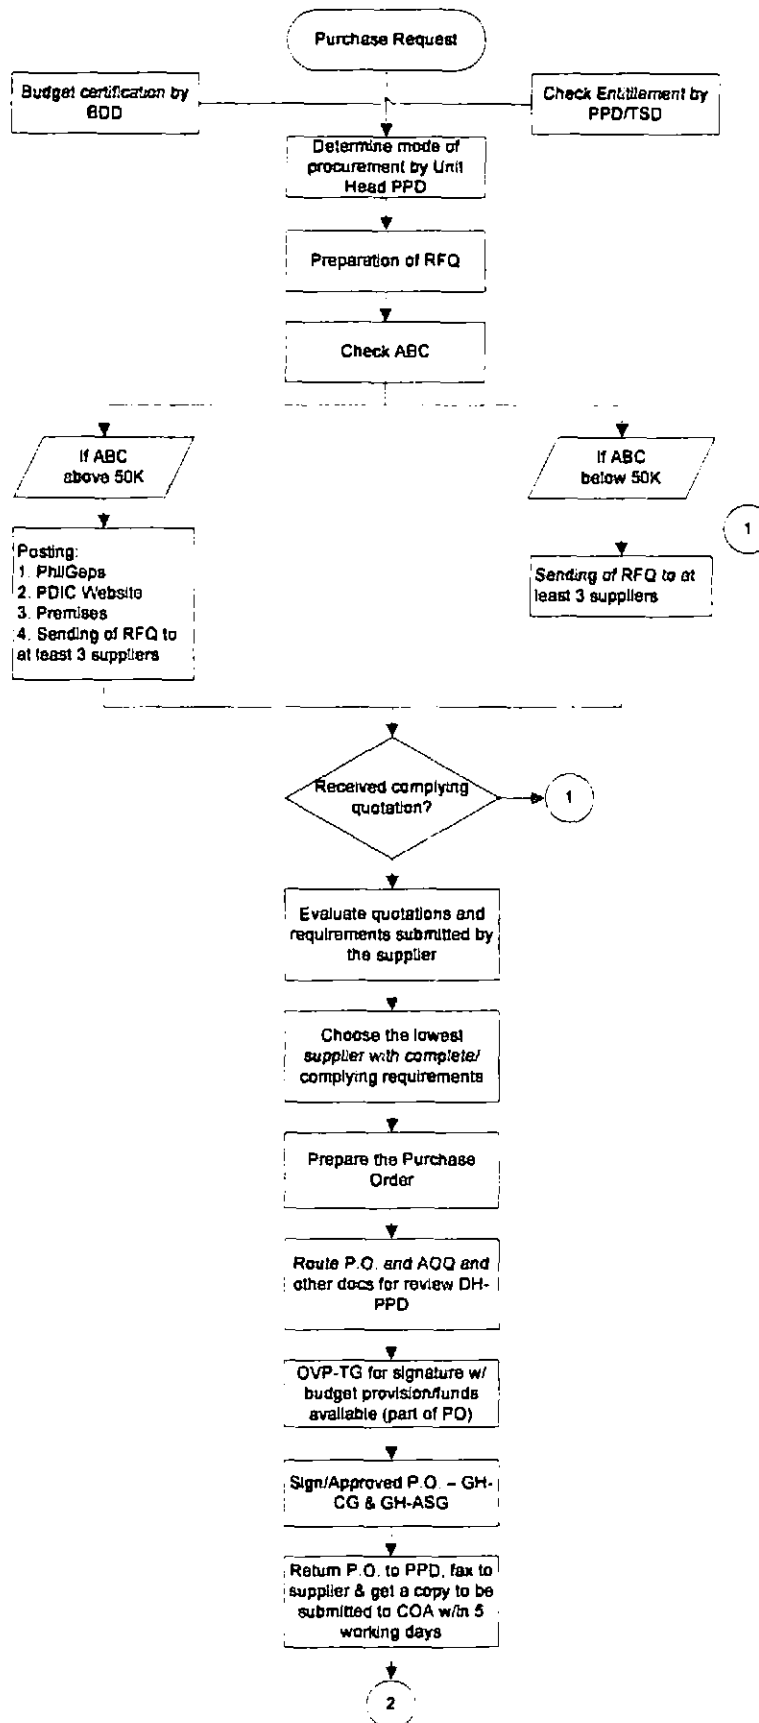 Purchase Request
Budget certification by
BDD
Check Entitlement by
PPD/TSD
Determine mode of
procurement by Unit
Head PPD
Preparation of RFQ
Check ABC
If ABC
above 50K
If ABC
below 50K
1
Posting:
1. PhilGeps
2. PDIC Website
3. Premises
4. Sending of RFQ to
at least 3 suppliers
Sending of RFQ to at
least 3 suppliers
Received complying
quotation?
1
Evaluate quotations and
requirements submitted by
the supplier
Choose the lowest
supplier with complete/
complying requirements
Prepare the Purchase
Order
Route P.O. and AOQ and
other docs for review DH-
PPD
OVP-TG for signature w/
budget provision/funds
available (part of PO)
Sign/Approved P.O. – GH-
CG & GH-ASG
Return P.O. to PPD, fax to
supplier & get a copy to be
submitted to COA w/in 5
working days
2